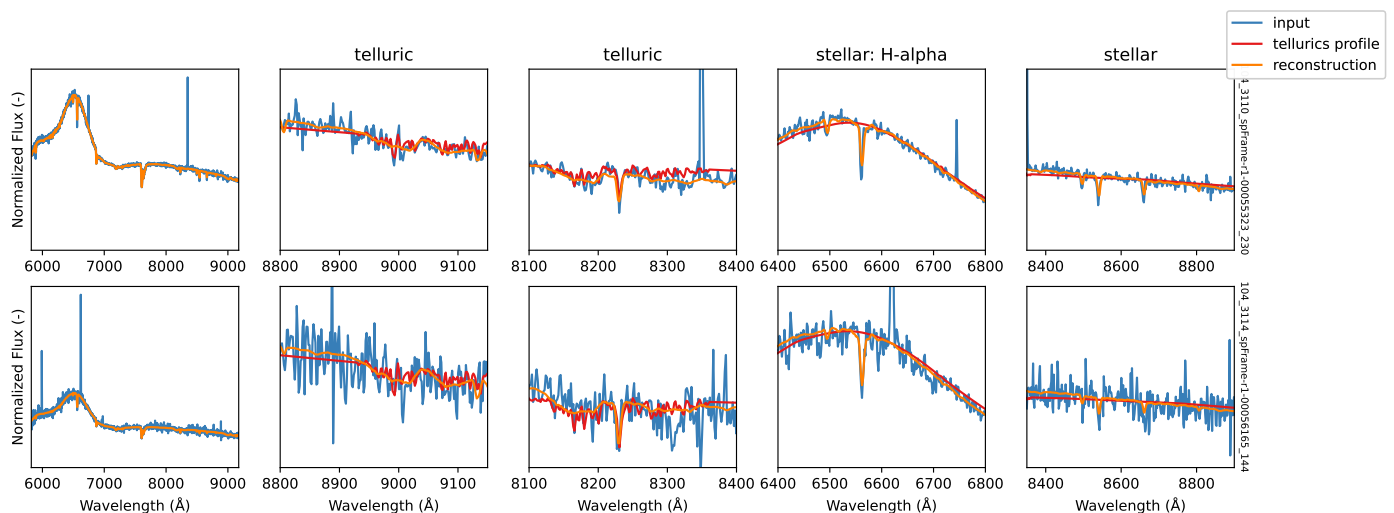 input
tellurics profile
reconstruction
telluric
telluric
stellar: H-alpha
stellar
Normalized Flux (-)
6000 7000 8000 9000
8800 8900 9000 9100
8100 8200 8300 8400
6400 6500 6600 6700 6800
8400 8600 8800
4_3110_spFrame-r1-00055323_230
Normalized Flux (-)
6000 7000 8000 9000
8800 8900 9000 9100
8100 8200 8300 8400
6400 6500 6600 6700 6800
8400 8600 8800
104_3114_spFrame-r1-00056165_144
Wavelength (Å)
Wavelength (Å)
Wavelength (Å)
Wavelength (Å)
Wavelength (Å)